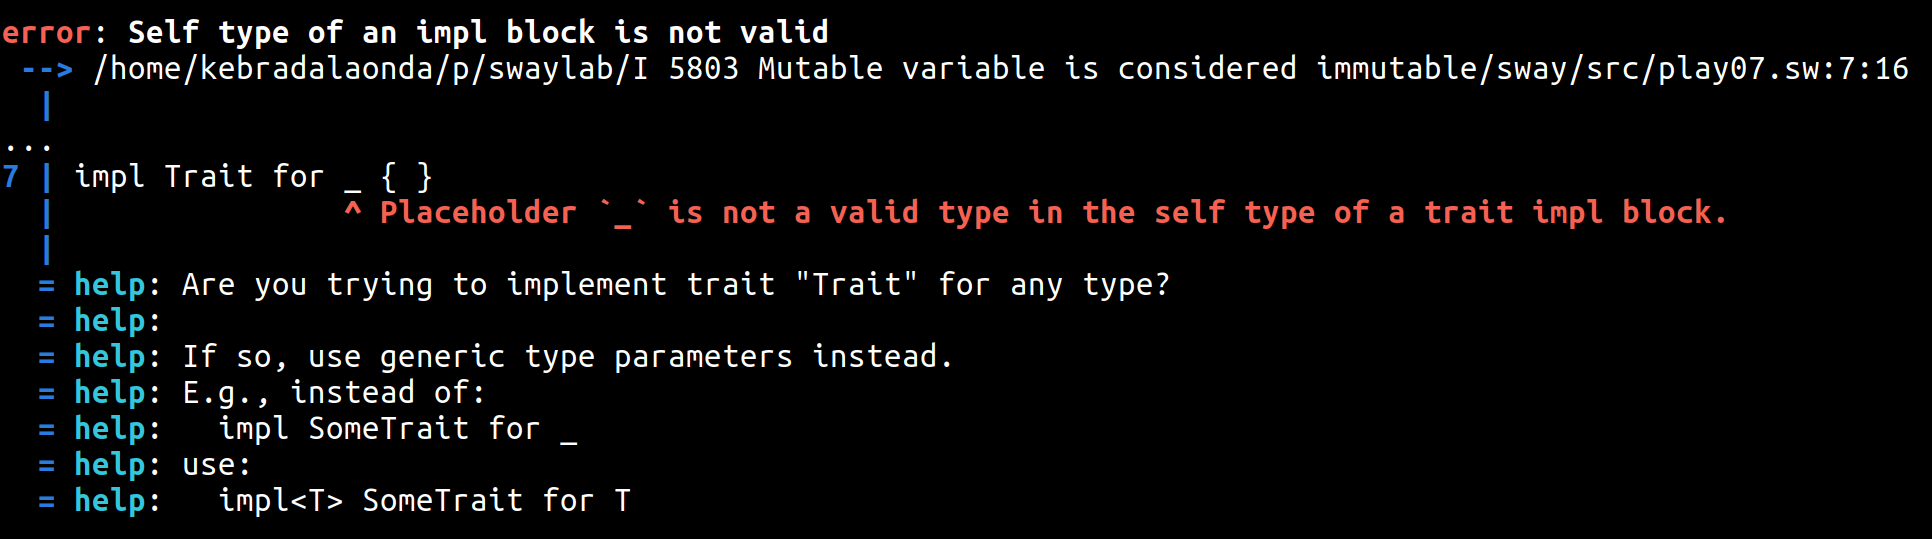 error: Self type of an impl block is not valid
 --> /home/kebradalaonda/p/swaylab/I 5803 Mutable variable is considered immutable/sway/src/play07.sw:7:16
  |
...
7 | impl Trait for _ { }
  |                ^ Placeholder `_` is not a valid type in the self type of a trait impl block.
  |
  = help: Are you trying to implement trait "Trait" for any type?
  = help:
  = help: If so, use generic type parameters instead.
  = help: E.g., instead of:
  = help:   impl SomeTrait for _
  = help: use:
  = help:   impl<T> SomeTrait for T